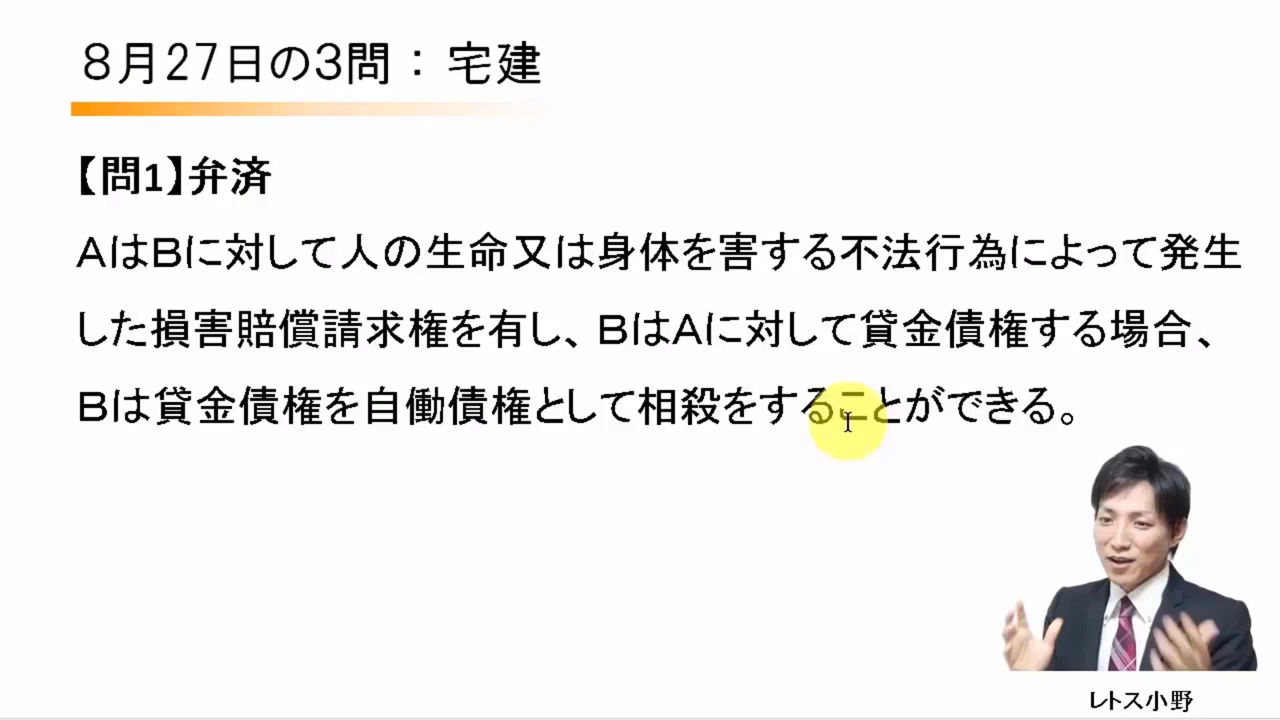 8月27日の3問：宅建
【問1】弁済
AはBに対して人の生命又は身体を害する不法行為によって発生
した損害賠償請求権を有し、BはAに対して貸金債権する場合、
Bは貸金債権を自働債権として相殺をすることができる。
レトス小野